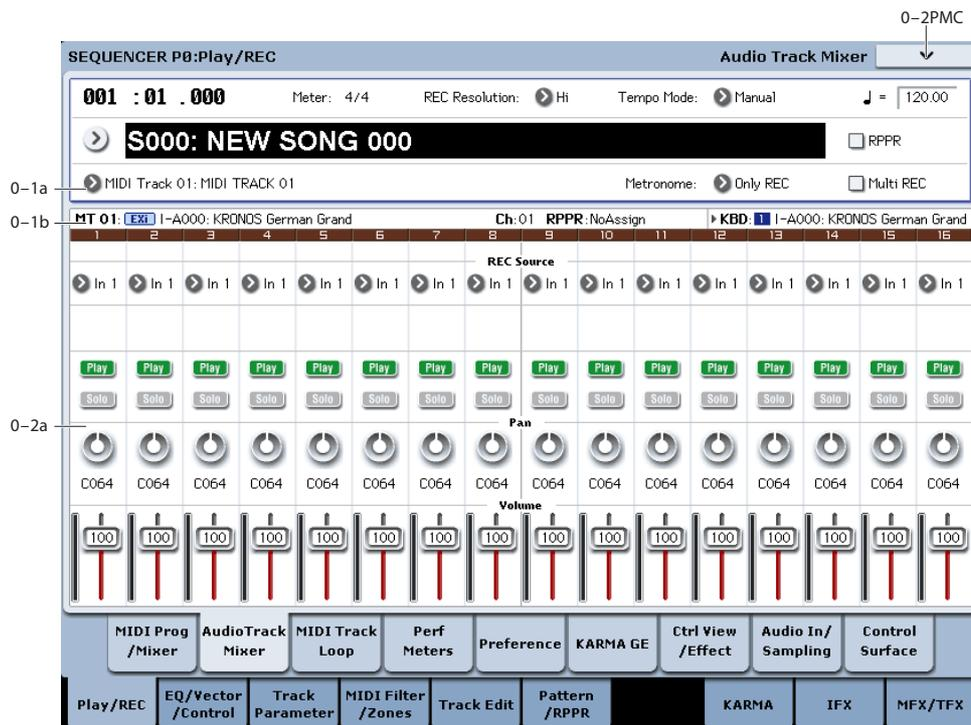 0–2PMC
SEQUENCER P0:Play/REC Audio Track Mixer
001 :01 .000 Meter: 4/4 REC Resolution: Hi Tempo Mode: Manual ♩ = 120.00
S000: NEW SONG 000 RPPR
0–1a MIDI Track 01: MIDI TRACK 01 Metronome: Only REC Multi REC
0–1b MT 01: EXi I-A000: KRONOS German Grand Ch:01 RPPR:NoAssign KBD: 1 I-A000: KRONOS German Grand
1 2 3 4 5 6 7 8 9 10 11 12 13 14 15 16
REC Source
In 1 In 1 In 1 In 1 In 1 In 1 In 1 In 1 In 1 In 1 In 1 In 1 In 1 In 1 In 1 In 1
Play Play Play Play Play Play Play Play Play Play Play Play Play Play Play Play
Solo Solo Solo Solo Solo Solo Solo Solo Solo Solo Solo Solo Solo Solo Solo Solo
0–2a Pan
C064 C064 C064 C064 C064 C064 C064 C064 C064 C064 C064 C064 C064 C064 C064 C064
Volume
100 100 100 100 100 100 100 100 100 100 100 100 100 100 100 100
MIDI Prog AudioTrack MIDI Track Perf Preference KARMA GE Ctrl View Audio In/ Control
/Mixer Mixer Loop Meters /Effect Sampling Surface
Play/REC EQ/Vector Track MIDI Filter Track Edit Pattern KARMA IFX MFX/TFX
/Control Parameter /Zones /RPPR